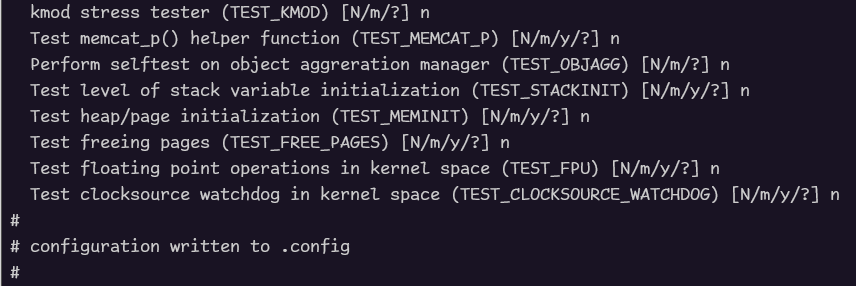 kmod stress tester (TEST_KMOD) [N/m/?] n
Test memcat_p() helper function (TEST_MEMCAT_P) [N/m/y/?] n
Perform selftest on object aggreration manager (TEST_OBJAGG) [N/m/?] n
Test level of stack variable initialization (TEST_STACKINIT) [N/m/y/?] n
Test heap/page initialization (TEST_MEMINIT) [N/m/y/?] n
Test freeing pages (TEST_FREE_PAGES) [N/m/y/?] n
Test floating point operations in kernel space (TEST_FPU) [N/m/y/?] n
Test clocksource watchdog in kernel space (TEST_CLOCKSOURCE_WATCHDOG) [N/m/y/?] n
#
# configuration written to .config
#